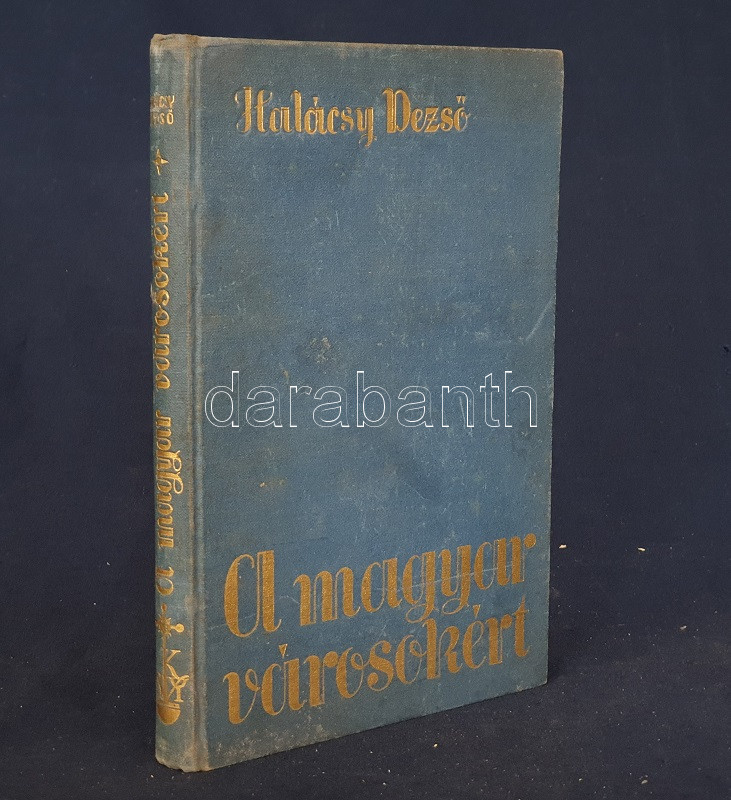 Halácsy Dezső
A magyar
városokért
A magyar városokért
darabanth